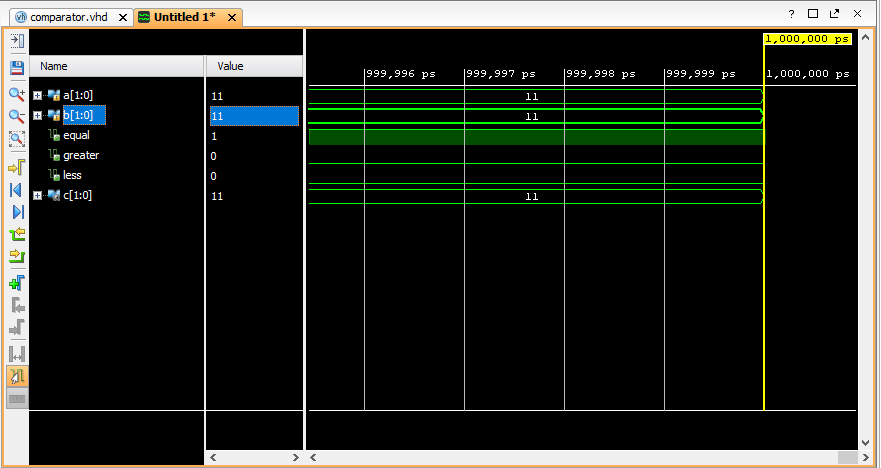 comparator.vhd
Untitled 1*
1,000,000 ps
Name Value
999,996 ps 999,997 ps 999,998 ps 999,999 ps 1,000,000 ps
a[1:0] 11 11
b[1:0] 11 11
equal 1
greater 0
less 0
c[1:0] 11 11